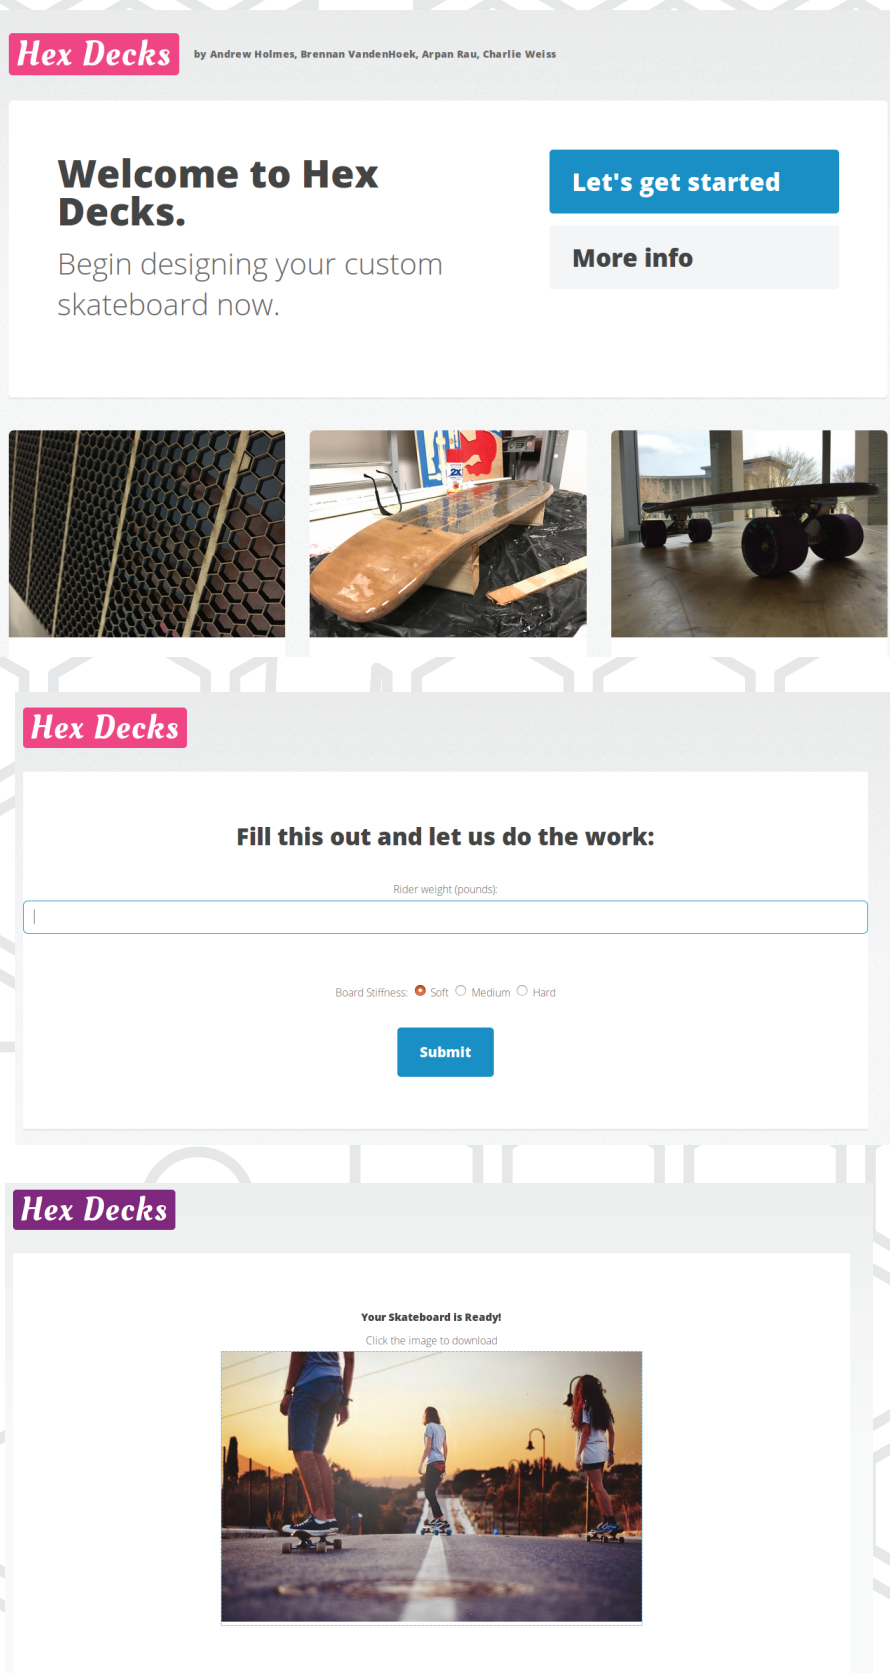 Hex Decks
by Andrew Holmes, Brennan VandenHoek, Arpan Rau, Charlie Weiss
Welcome to Hex
Decks.
Begin designing your custom
skateboard now.
Let's get started
More info
2X
Hex Decks
Fill this out and let us do the work:
Rider weight (pounds):
Board Stiffness: Soft Medium Hard
Submit
Hex Decks
Your Skateboard is Ready!
Click the image to download